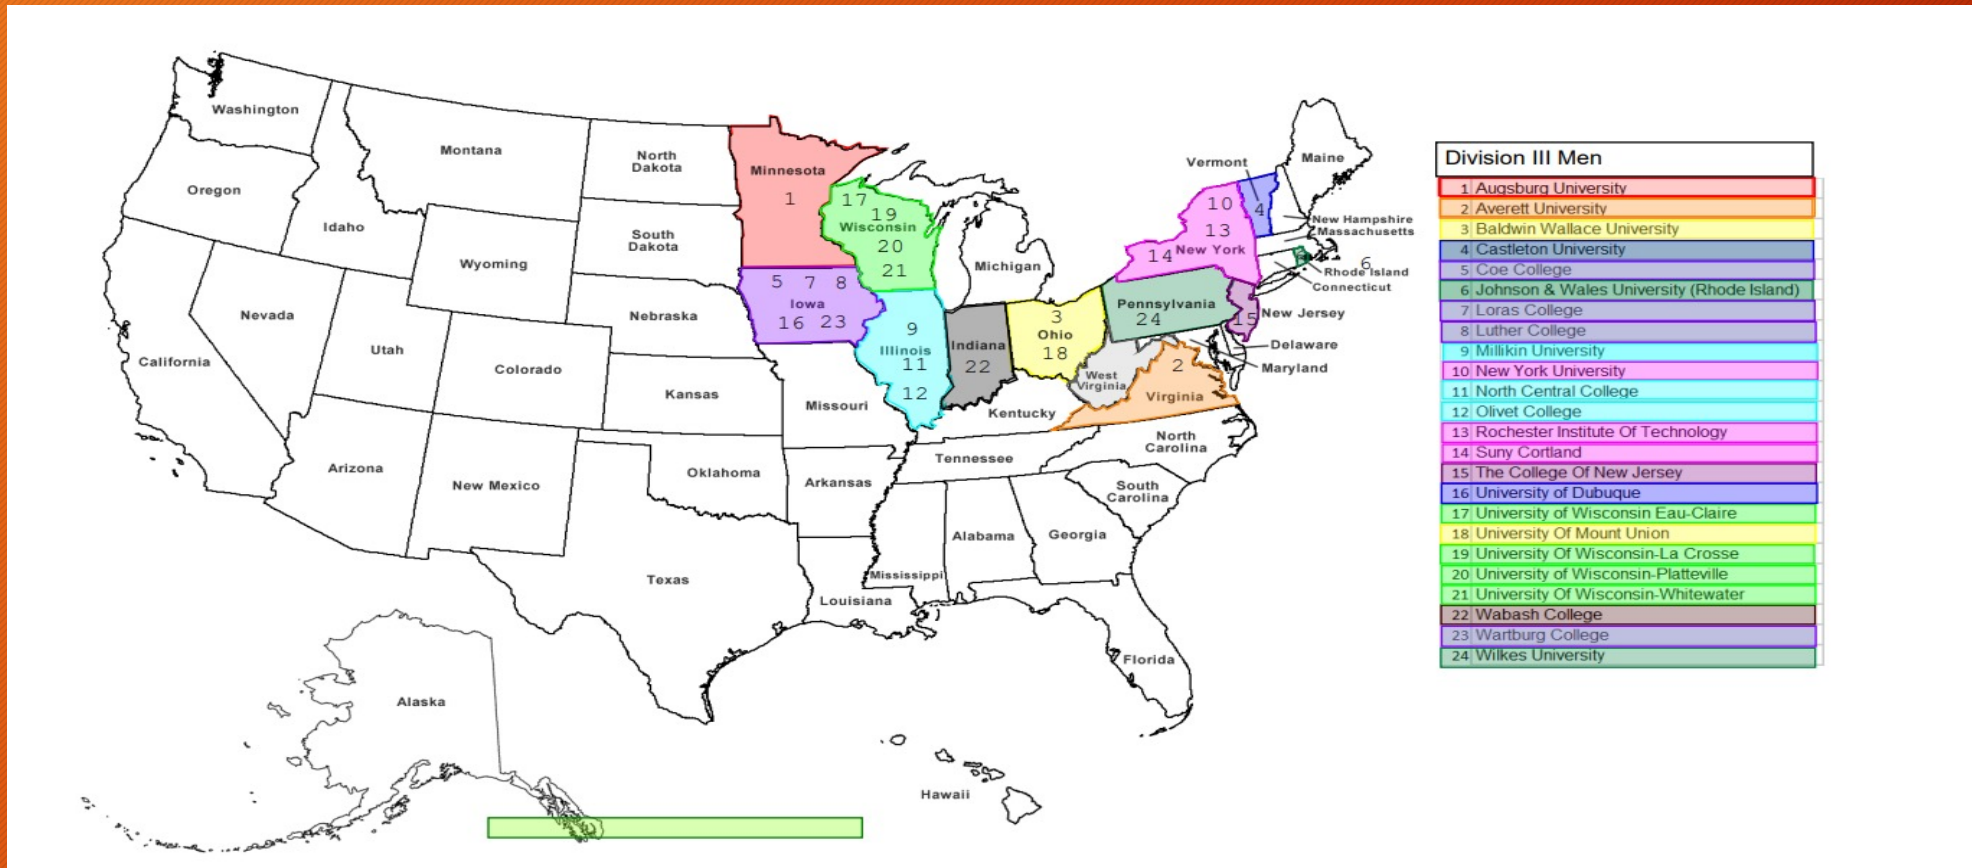 Washington
Montana
North
Dakota
Minnesota
1
Oregon
Idaho
South
Dakota
Wyoming
17
19
Wisconsin
20
21
Michigan
Vermont
Maine
10
4
13
14 New York
New Hampshire
Massachusetts
6
Rhode Island
Connecticut
Nevada
Nebraska
5 7 8
Iowa
16 23
9
Illinois
11
12
Indiana
22
3
Ohio
18
Pennsylvania
24
15
New Jersey
Delaware
Maryland
California
Utah
Colorado
Kansas
Missouri
Kentucky
West
Virginia
2
Virginia
Arizona
New Mexico
Oklahoma
Arkansas
Tennessee
North
Carolina
South
Carolina
Texas
Louisiana
Mississippi
Alabama
Georgia
Florida
Alaska
Hawaii
Division III Men
1 Augsburg University
2 Averett University
3 Baldwin Wallace University
4 Castleton University
5 Coe College
6 Johnson & Wales University (Rhode Island)
7 Loras College
8 Luther College
9 Millikin University
10 New York University
11 North Central College
12 Olivet College
13 Rochester Institute Of Technology
14 Suny Cortland
15 The College Of New Jersey
16 University of Dubuque
17 University of Wisconsin Eau-Claire
18 University Of Mount Union
19 University Of Wisconsin-La Crosse
20 University of Wisconsin-Platteville
21 University Of Wisconsin-Whitewater
22 Wabash College
23 Wartburg College
24 Wilkes University